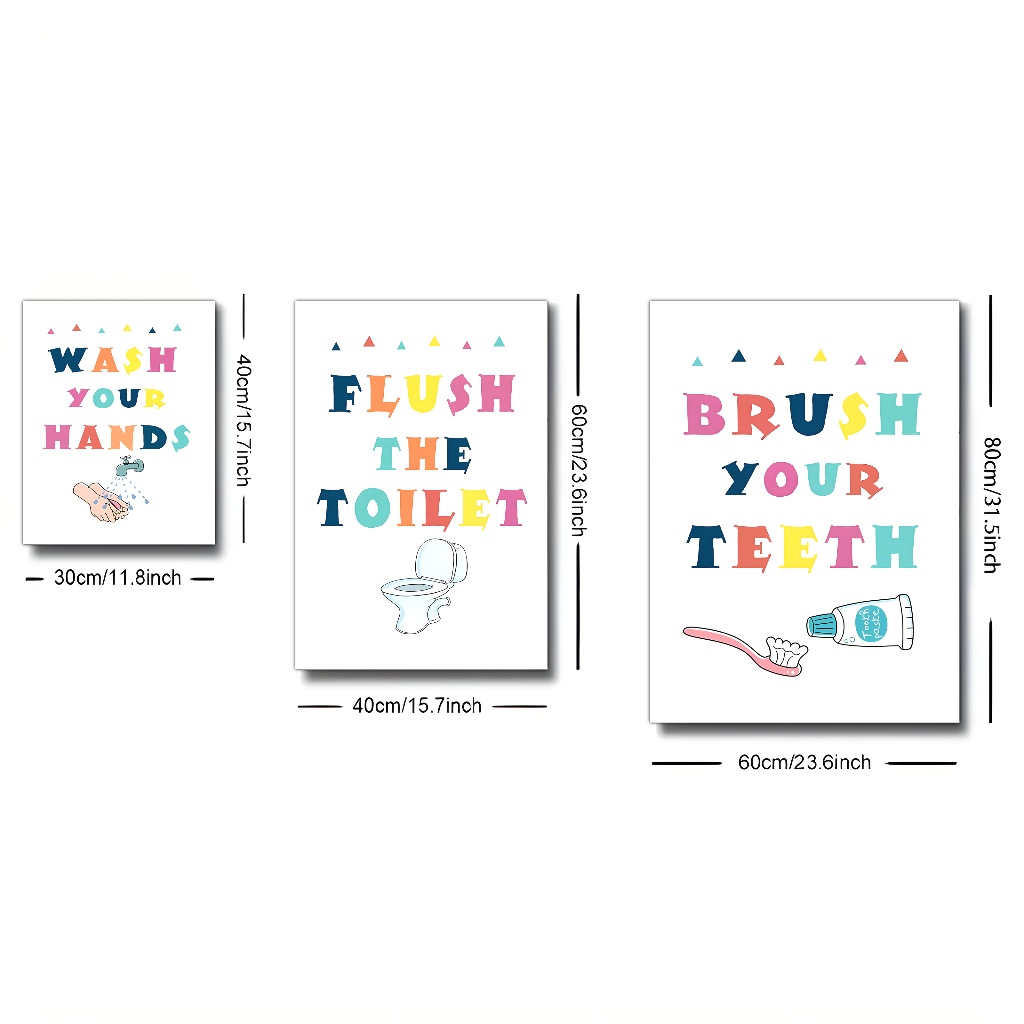 WASH
YOUR
HANDS
40cm/15.7inch
30cm/11.8inch
FLUSH
THE
TOILET
60cm/23.6inch
40cm/15.7inch
BRUSH
YOUR
TEETH
Tooth
paste
80cm/31.5inch
60cm/23.6inch